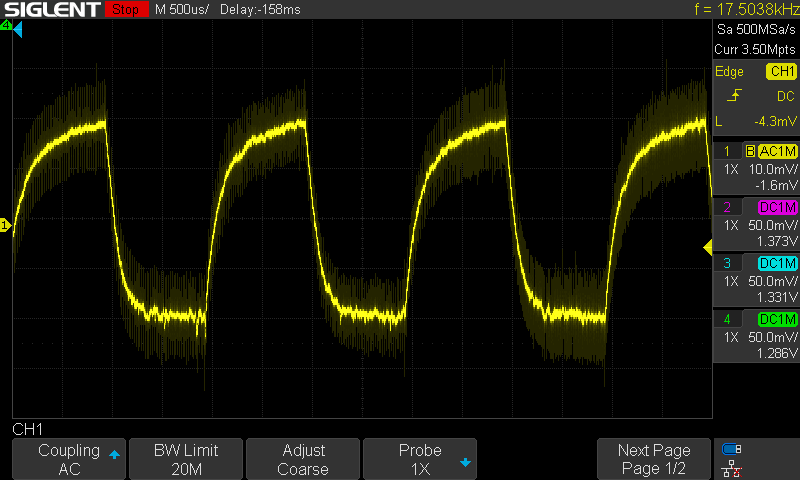 SIGLENT Stop M 500us/ Delay:-158ms f = 17.5038kHz
Sa 500MSa/s
Curr 3.50Mpts
Edge CH1
DC
L -4.3mV
1 B AC1M
1X 10.0mV/
-1.6mV
2 DC1M
1X 50.0mV/
1.373V
3 DC1M
1X 50.0mV/
1.331V
4 DC1M
1X 50.0mV/
1.286V
4
1
CH1
Coupling
AC
BW Limit
20M
Adjust
Coarse
Probe
1X
Next Page
Page 1/2